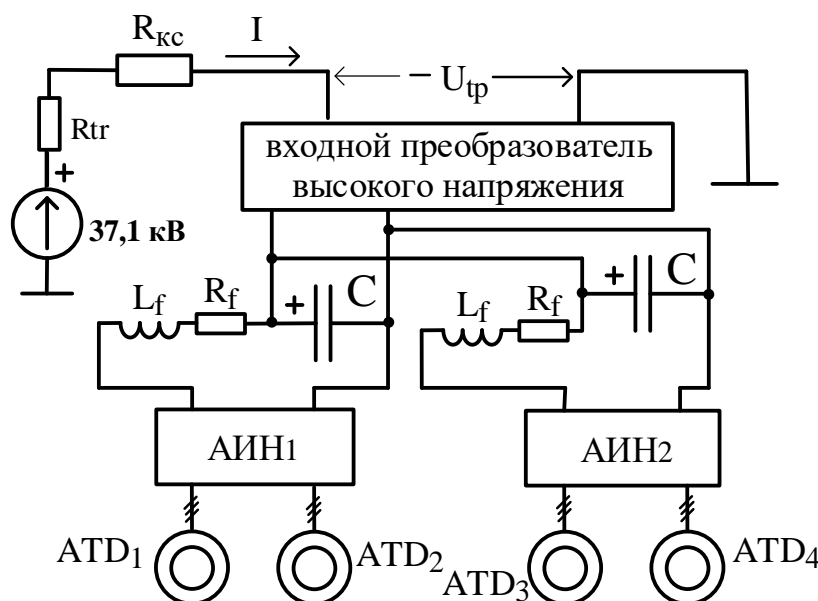 Rкс
I
− Utp
Rtr
+
входной преобразователь
высокого напряжения
37,1 кВ
Lf
Rf
+
C
Lf
Rf
+
C
АИН1
АИН2
ATD1
ATD2
ATD3
ATD4